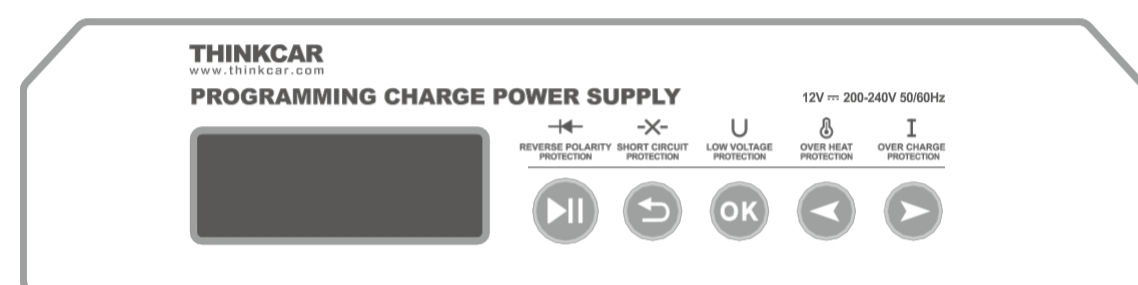 THINKCAR
www.thinkcar.com
PROGRAMMING CHARGE POWER SUPPLY
12V ⎓ 200-240V 50/60Hz
REVERSE POLARITY PROTECTION
SHORT CIRCUIT PROTECTION
LOW VOLTAGE PROTECTION
OVER HEAT PROTECTION
OVER CHARGE PROTECTION
OK